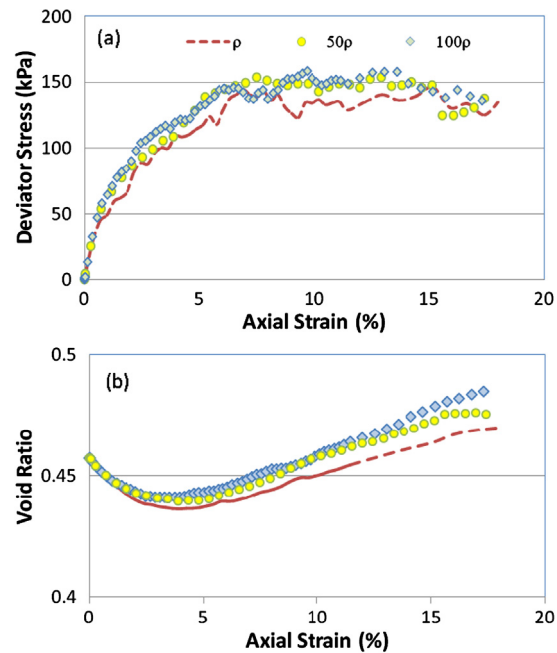 200
(a)
ρ
50ρ
100ρ
150
100
50
0
Deviator Stress (kPa)
0 5 10 15 20
Axial Strain (%)
0.5
(b)
0.45
0.4
Void Ratio
0 5 10 15 20
Axial Strain (%)